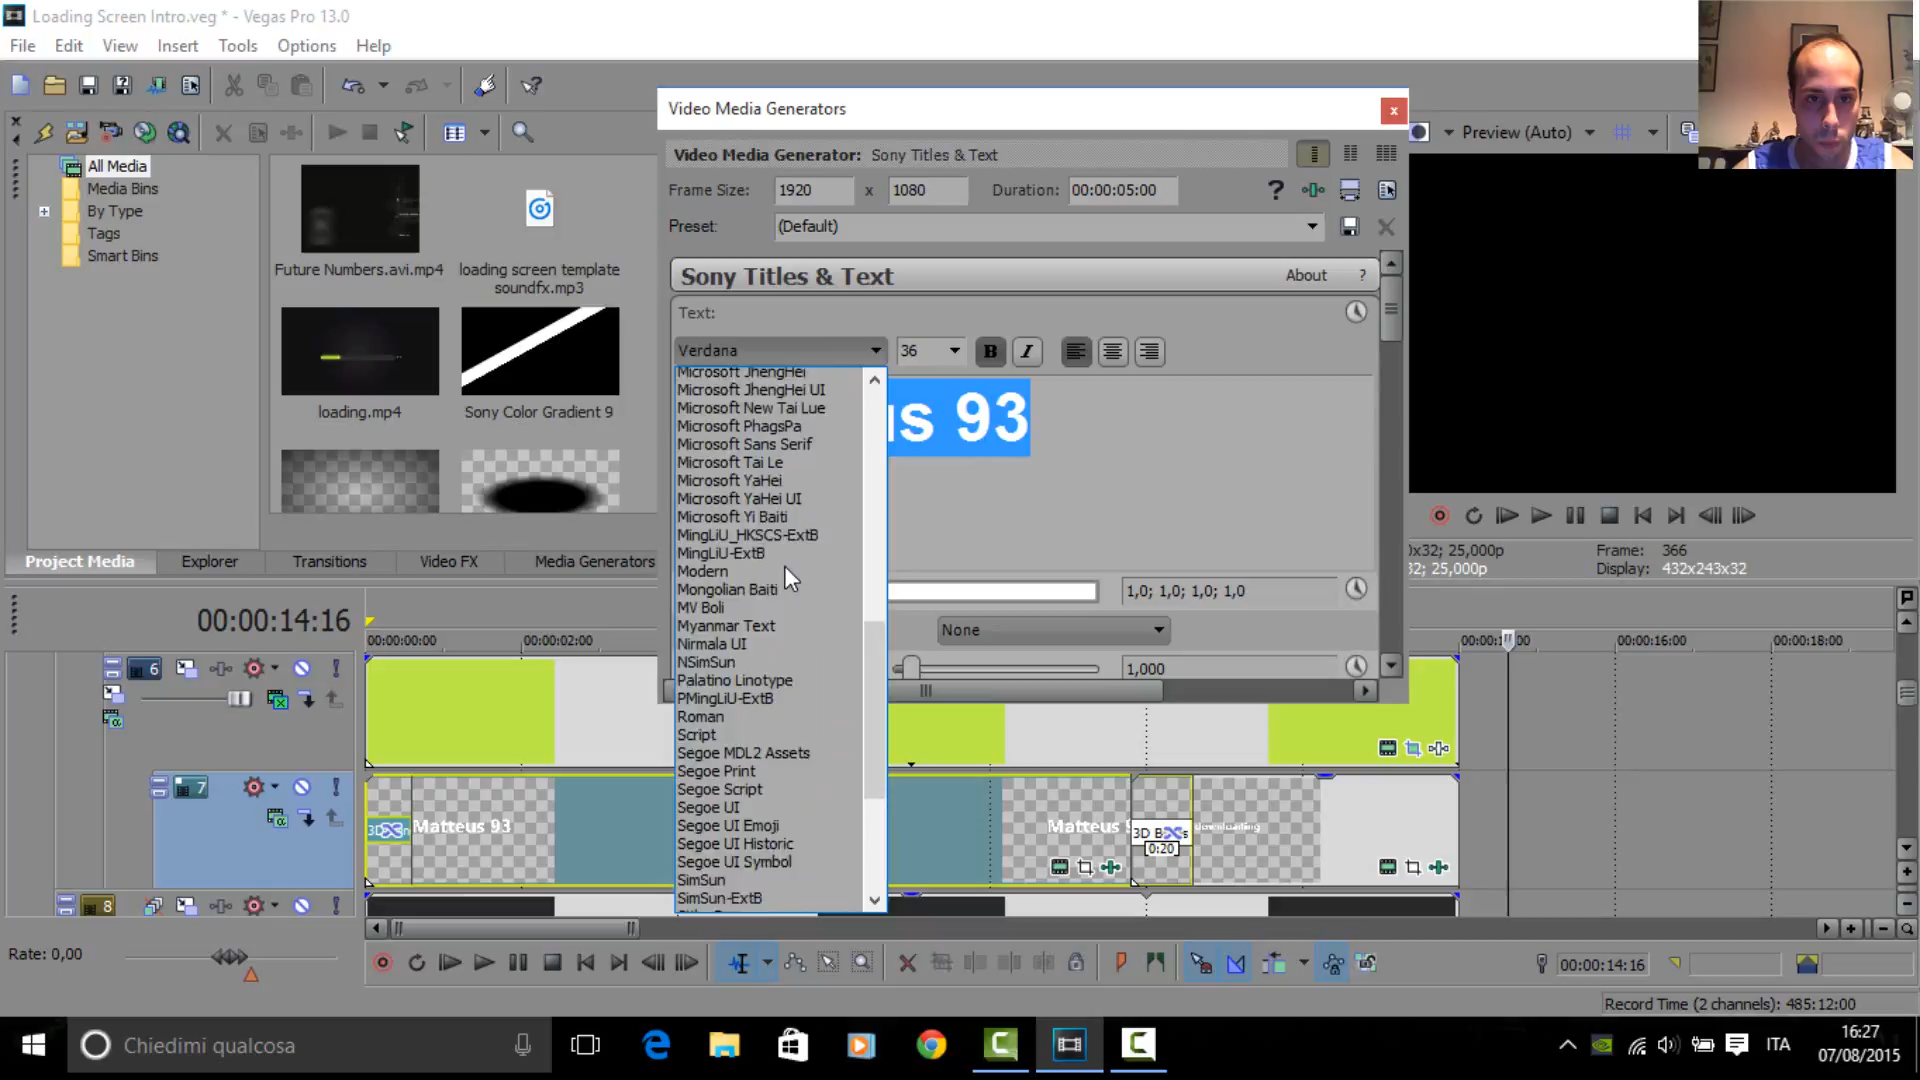 Loading Screen Intro.veg * - Vegas Pro 13.0
File Edit View Insert Tools Options Help
Video Media Generators
Preview (Auto)
Video Media Generator: Sony Titles & Text
Frame Size: 1920 x 1080 Duration: 00:00:05:00
Preset: (Default)
All Media
Media Bins
By Type
Tags
Smart Bins
Future Numbers.avi.mp4
loading screen template soundfx.mp3
loading.mp4
Sony Color Gradient 9
Sony Titles & Text About ?
Text:
Verdana 36 B I
us 93
Microsoft JhengHei
Microsoft JhengHei UI
Microsoft New Tai Lue
Microsoft PhagsPa
Microsoft Sans Serif
Microsoft Tai Le
Microsoft YaHei
Microsoft YaHei UI
Microsoft Yi Baiti
MingLiU_HKSCS-ExtB
MingLiU-ExtB
Modern
Mongolian Baiti
MV Boli
Myanmar Text
Nirmala UI
NSimSun
Palatino Linotype
PMingLiU-ExtB
Roman
Script
Segoe MDL2 Assets
Segoe Print
Segoe Script
Segoe UI
Segoe UI Emoji
Segoe UI Historic
Segoe UI Symbol
SimSun
SimSun-ExtB
1,0; 1,0; 1,0; 1,0
None
1,000
Project Media Explorer Transitions Video FX Media Generators
0x32; 25,000p Frame: 366
32; 25,000p Display: 432x243x32
00:00:14:16
00:00:00:00 00:00:02:00 00:00:16:00 00:00:18:00
6
7
Matteus 93
Matteus 9
downloading
0:20
8
Rate: 0,00
00:00:14:16
Record Time (2 channels): 485:12:00
Chiedimi qualcosa
ITA
16:27
07/08/2015